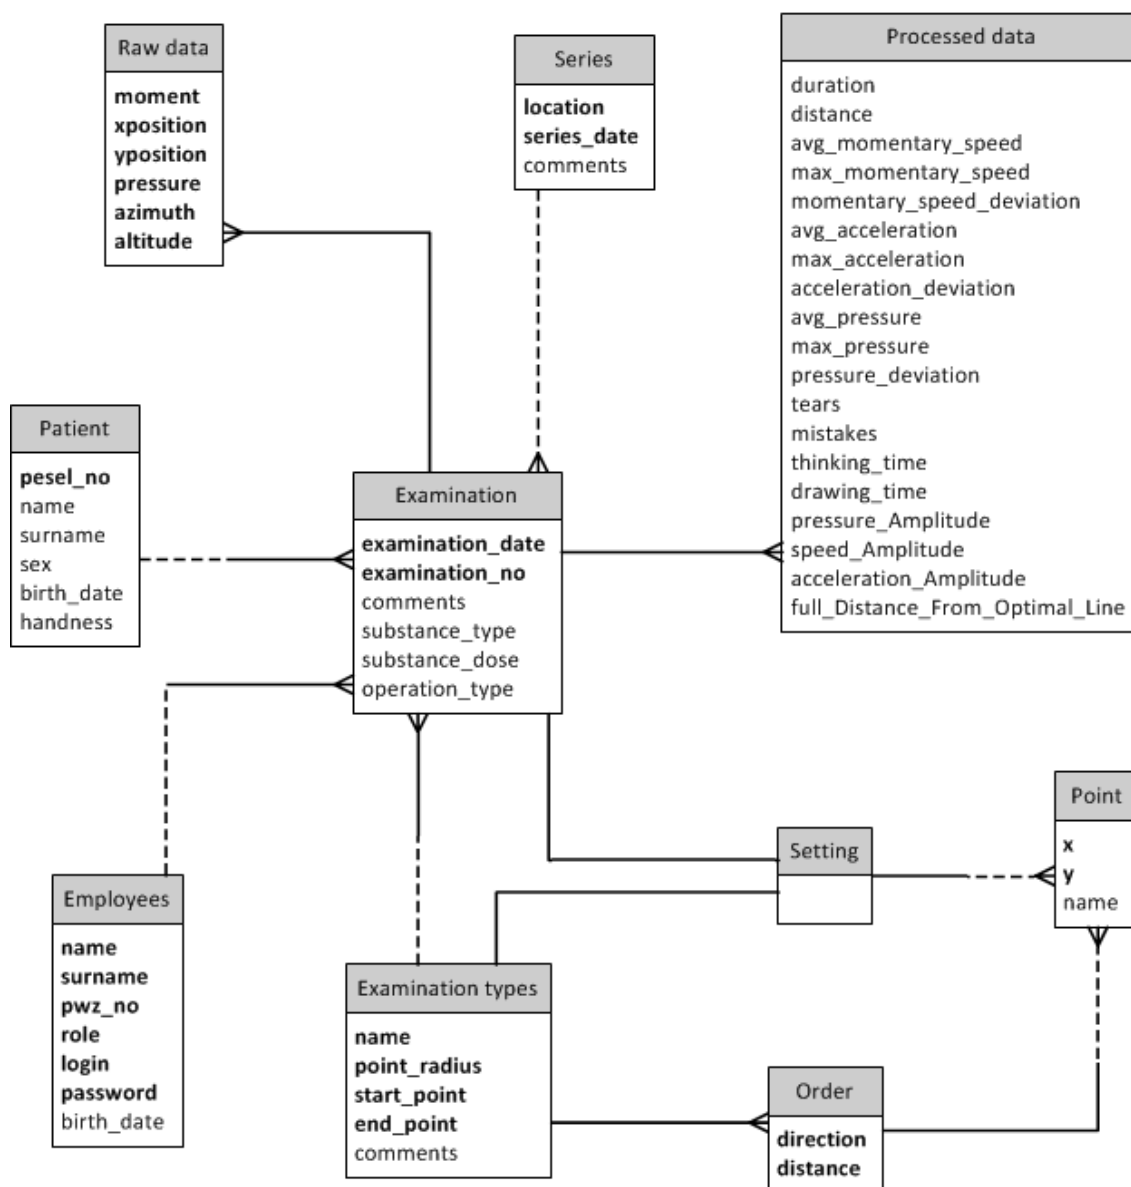 Raw data
moment
xposition
yposition
pressure
azimuth
altitude
Series
location
series_date
comments
Processed data
duration
distance
avg_momentary_speed
max_momentary_speed
momentary_speed_deviation
avg_acceleration
max_acceleration
acceleration_deviation
avg_pressure
max_pressure
pressure_deviation
tears
mistakes
thinking_time
drawing_time
pressure_Amplitude
speed_Amplitude
acceleration_Amplitude
full_Distance_From_Optimal_Line
Patient
pesel_no
name
surname
sex
birth_date
handness
Examination
examination_date
examination_no
comments
substance_type
substance_dose
operation_type
Setting
Point
x
y
name
Employees
name
surname
pwz_no
role
login
password
birth_date
Examination types
name
point_radius
start_point
end_point
comments
Order
direction
distance